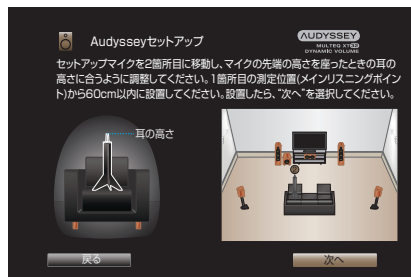 Audysseyセットアップ
AUDYSSEY
MULTEQ XT32
DYNAMIC VOLUME
セットアップマイクを2箇所目に移動し、マイクの先端の高さを座ったときの耳の
高さに合うように調整してください。1箇所目の測定位置(メインリスニングポイン
ト)から60cm以内に設置してください。設置したら、“次へ”を選択してください。
耳の高さ
戻る
次へ